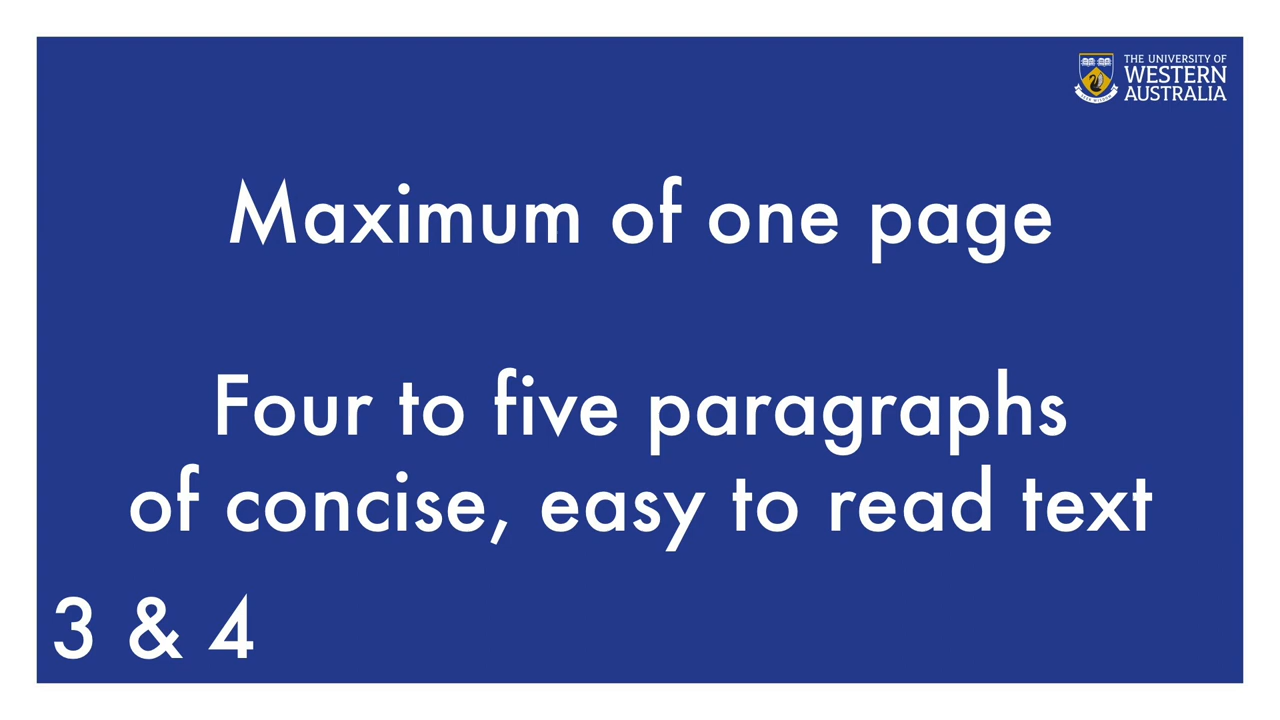 THE UNIVERSITY OF
WESTERN
AUSTRALIA
Maximum of one page
Four to five paragraphs
of concise, easy to read text
3 & 4